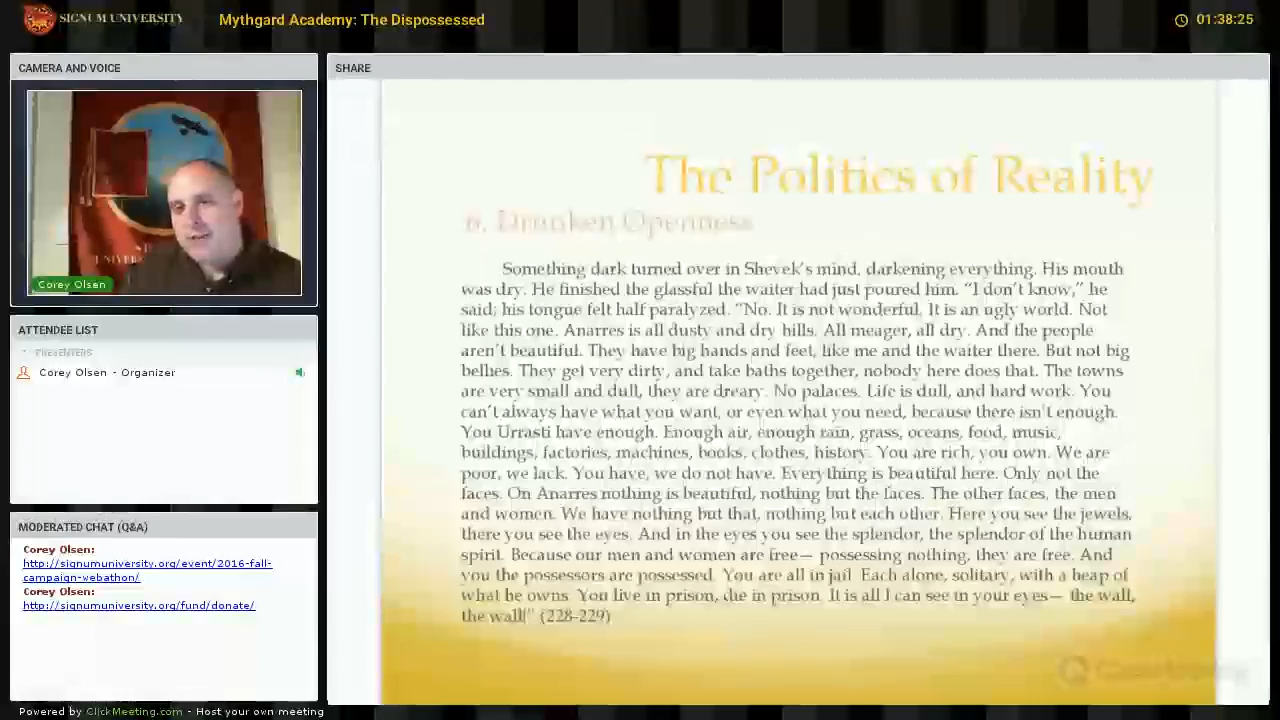 SIGNUM UNIVERSITY
Mythgard Academy: The Dispossessed
01:38:25
CAMERA AND VOICE
Corey Olsen
ATTENDEE LIST
PRESENTERS
Corey Olsen - Organizer
MODERATED CHAT (Q&A)
Corey Olsen:
http://signumuniversity.org/event/2016-fall-
campaign-webathon/
Corey Olsen:
http://signumuniversity.org/fund/donate/
SHARE
The Politics of Reality
6. Drunken Openness
Something dark turned over in Shevek's mind, darkening everything. His mouth
was dry. He finished the glassful the waiter had just poured him. “I don't know,” he
said; his tongue felt half paralyzed. “No. It is not wonderful. It is an ugly world. Not
like this one. Anarres is all dusty and dry hills. All meager, all dry. And the people
aren't beautiful. They have big hands and feet, like me and the waiter there. But not big
bellies. They get very dirty, and take baths together, nobody here does that. The towns
are very small and dull, they are dreary. No palaces. Life is dull, and hard work. You
can't always have what you want, or even what you need, because there isn't enough.
You Urrasti have enough. Enough air, enough rain, grass, oceans, food, music,
buildings, factories, machines, books, clothes, history. You are rich, you own. We are
poor, we lack. You have, we do not have. Everything is beautiful here. Only not the
faces. On Anarres nothing is beautiful, nothing but the faces. The other faces, the men
and women. We have nothing but that, nothing but each other. Here you see the jewels,
there you see the eyes. And in the eyes you see the splendor, the splendor of the human
spirit. Because our men and women are free— possessing nothing, they are free. And
you the possessors are possessed. You are all in jail. Each alone, solitary, with a heap of
what he owns. You live in prison, die in prison. It is all I can see in your eyes— the wall,
the wall!” (228-229)
Powered by ClickMeeting.com - Host your own meeting